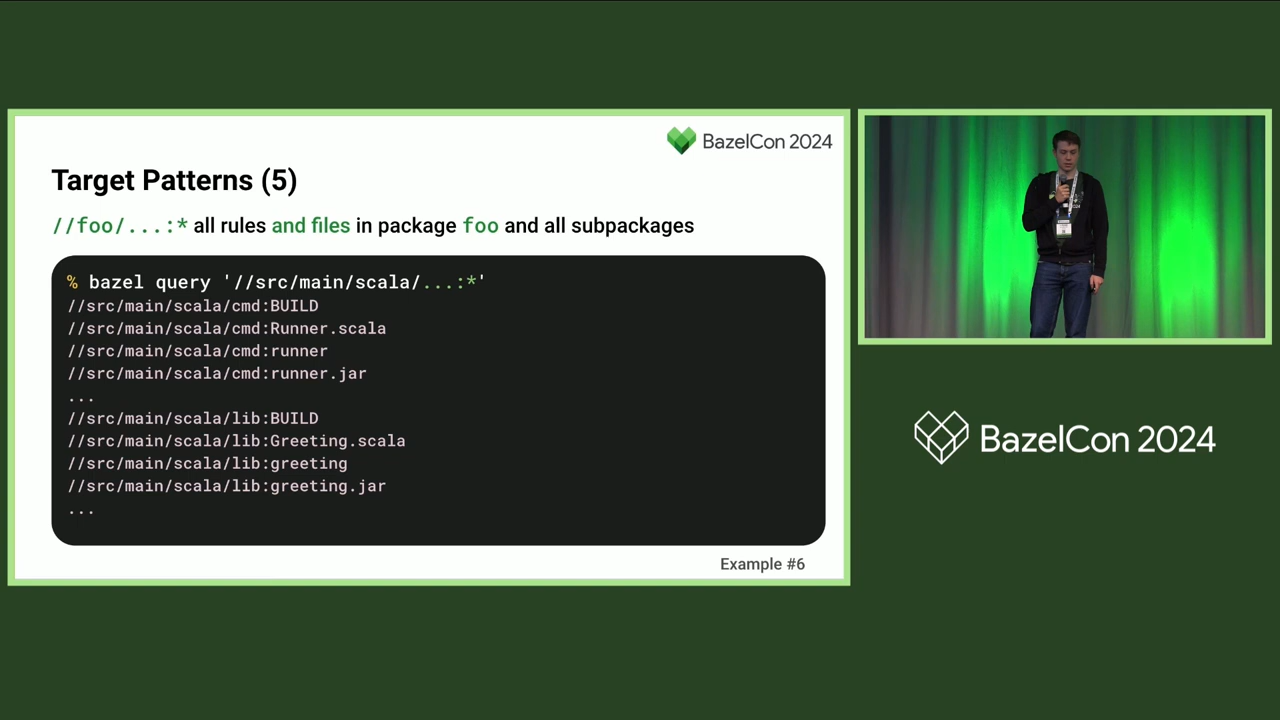 BazelCon 2024
Target Patterns (5)
//foo/...:* all rules and files in package foo and all subpackages
% bazel query '//src/main/scala/...:*'
//src/main/scala/cmd:BUILD
//src/main/scala/cmd:Runner.scala
//src/main/scala/cmd:runner
//src/main/scala/cmd:runner.jar
...
//src/main/scala/lib:BUILD
//src/main/scala/lib:Greeting.scala
//src/main/scala/lib:greeting
//src/main/scala/lib:greeting.jar
...
Example #6
BazelCon 2024